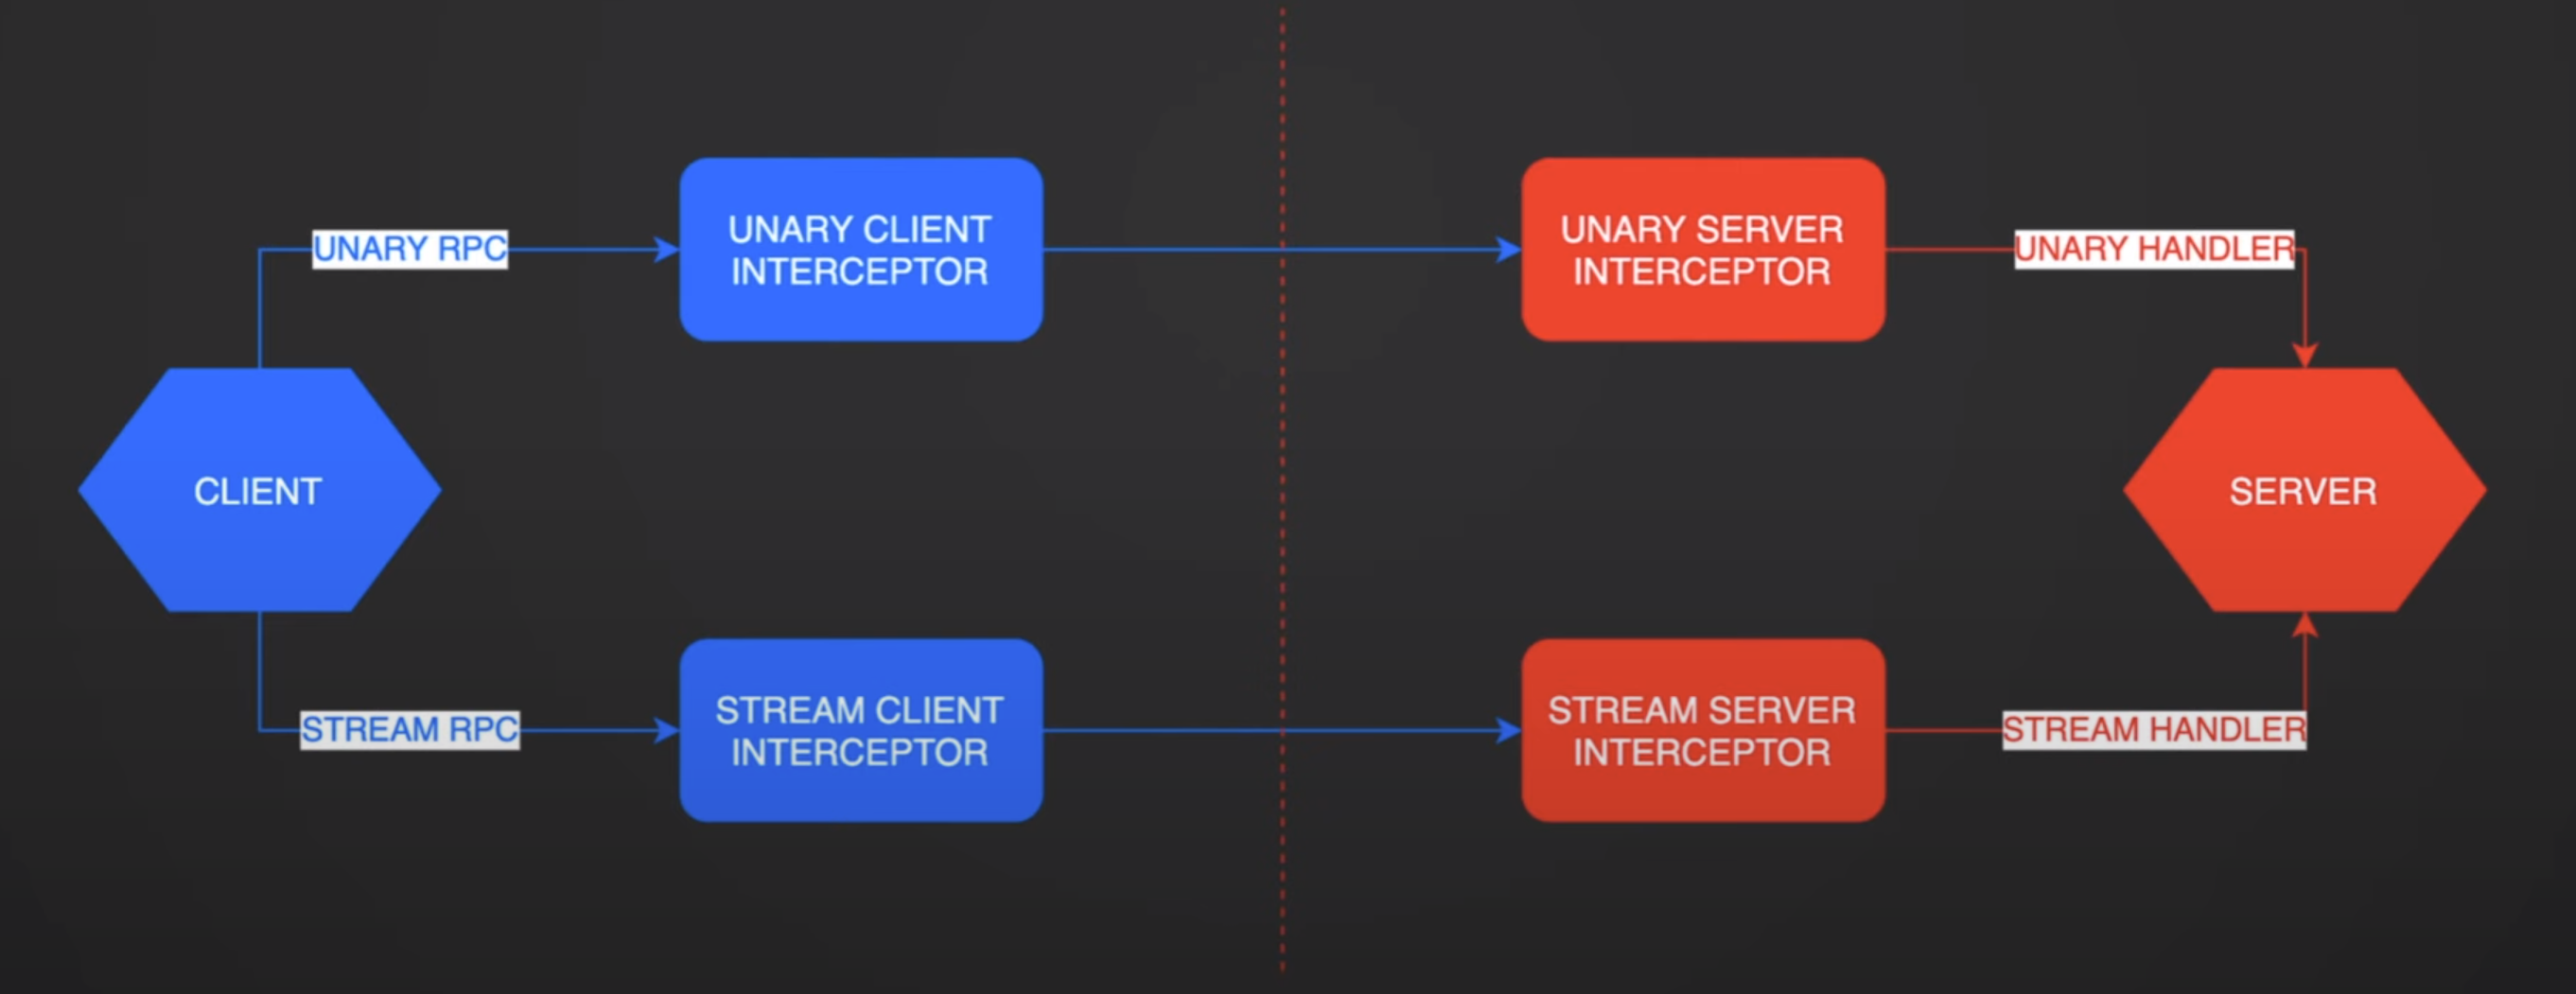 UNARY CLIENT
INTERCEPTOR
UNARY SERVER
INTERCEPTOR
UNARY RPC
UNARY HANDLER
CLIENT
SERVER
STREAM CLIENT
INTERCEPTOR
STREAM SERVER
INTERCEPTOR
STREAM RPC
STREAM HANDLER